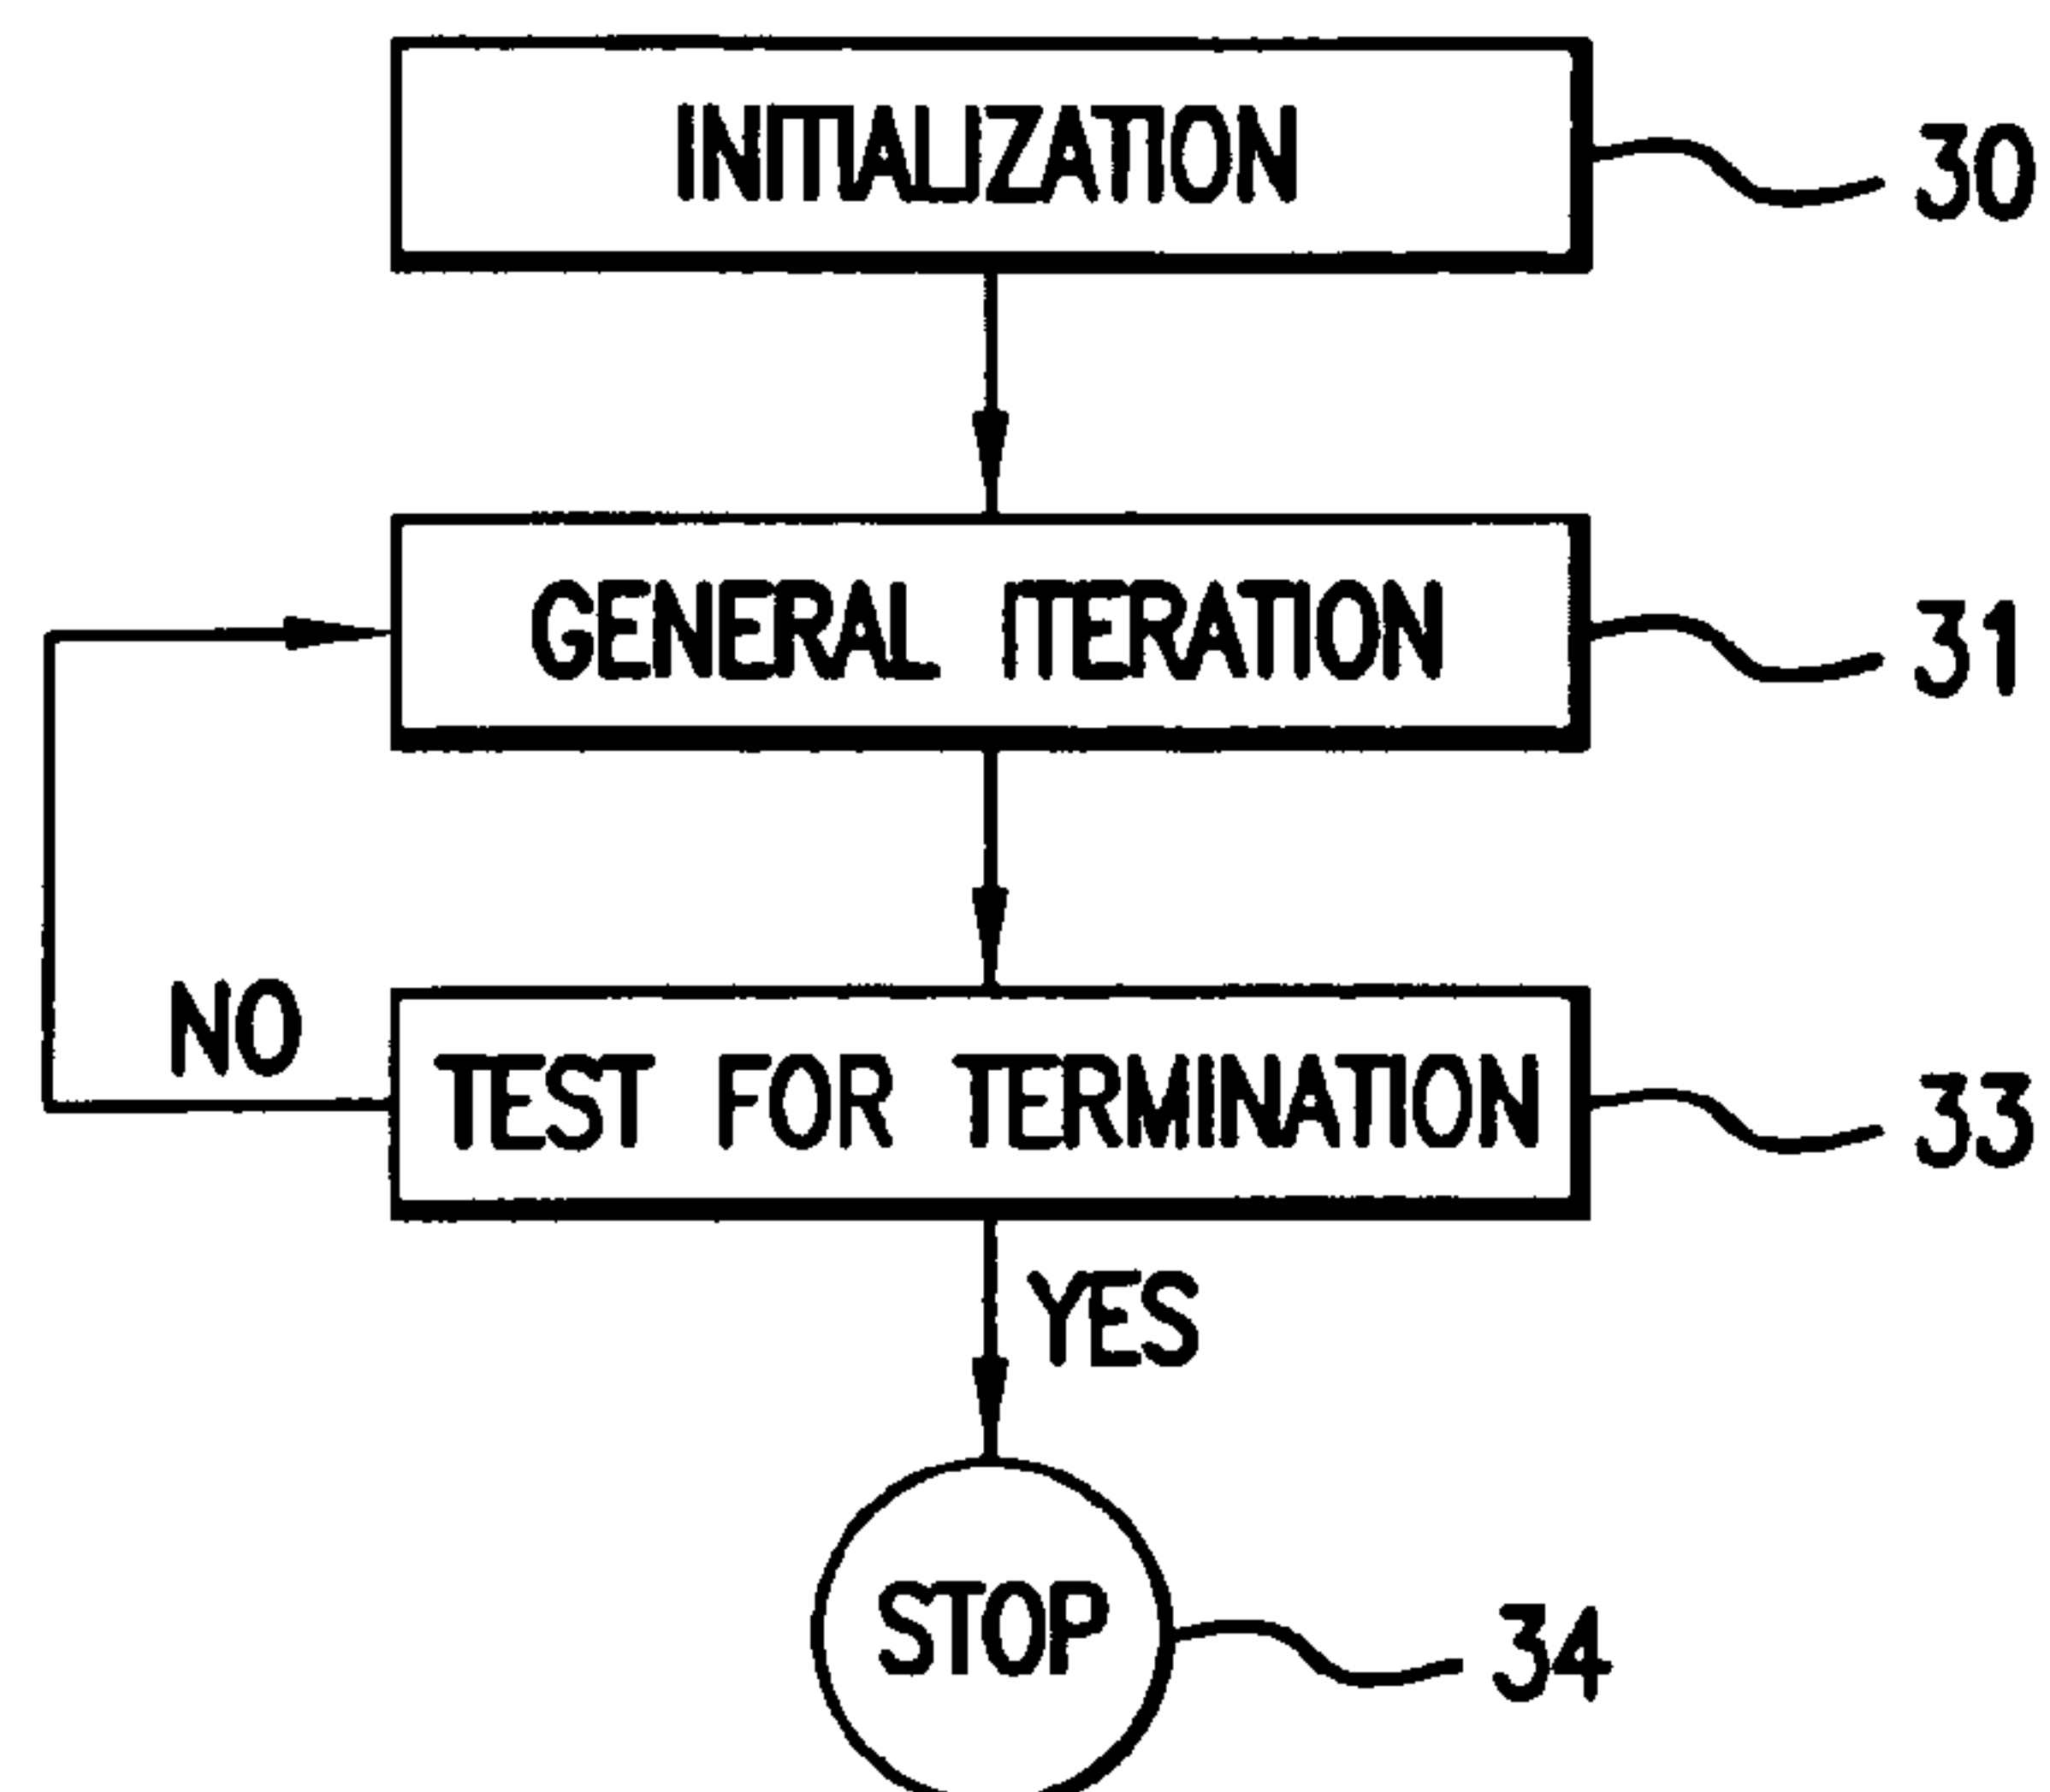 INITIALIZATION
30
GENERAL ITERATION
31
NO
TEST FOR TERMINATION
33
YES
STOP
34